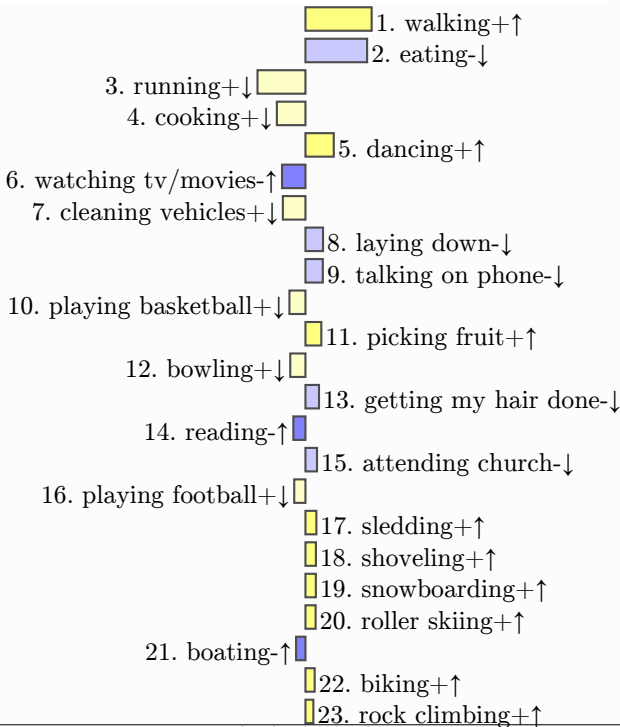 1. walking+↑
2. eating-↓
3. running+↓
4. cooking+↓
5. dancing+↑
6. watching tv/movies-↑
7. cleaning vehicles+↓
8. laying down-↓
9. talking on phone-↓
10. playing basketball+↓
11. picking fruit+↑
12. bowling+↓
13. getting my hair done-↓
14. reading-↑
15. attending church-↓
16. playing football+↓
17. sledding+↑
18. shoveling+↑
19. snowboarding+↑
20. roller skiing+↑
21. boating-↑
22. biking+↑
23. rock climbing+↑